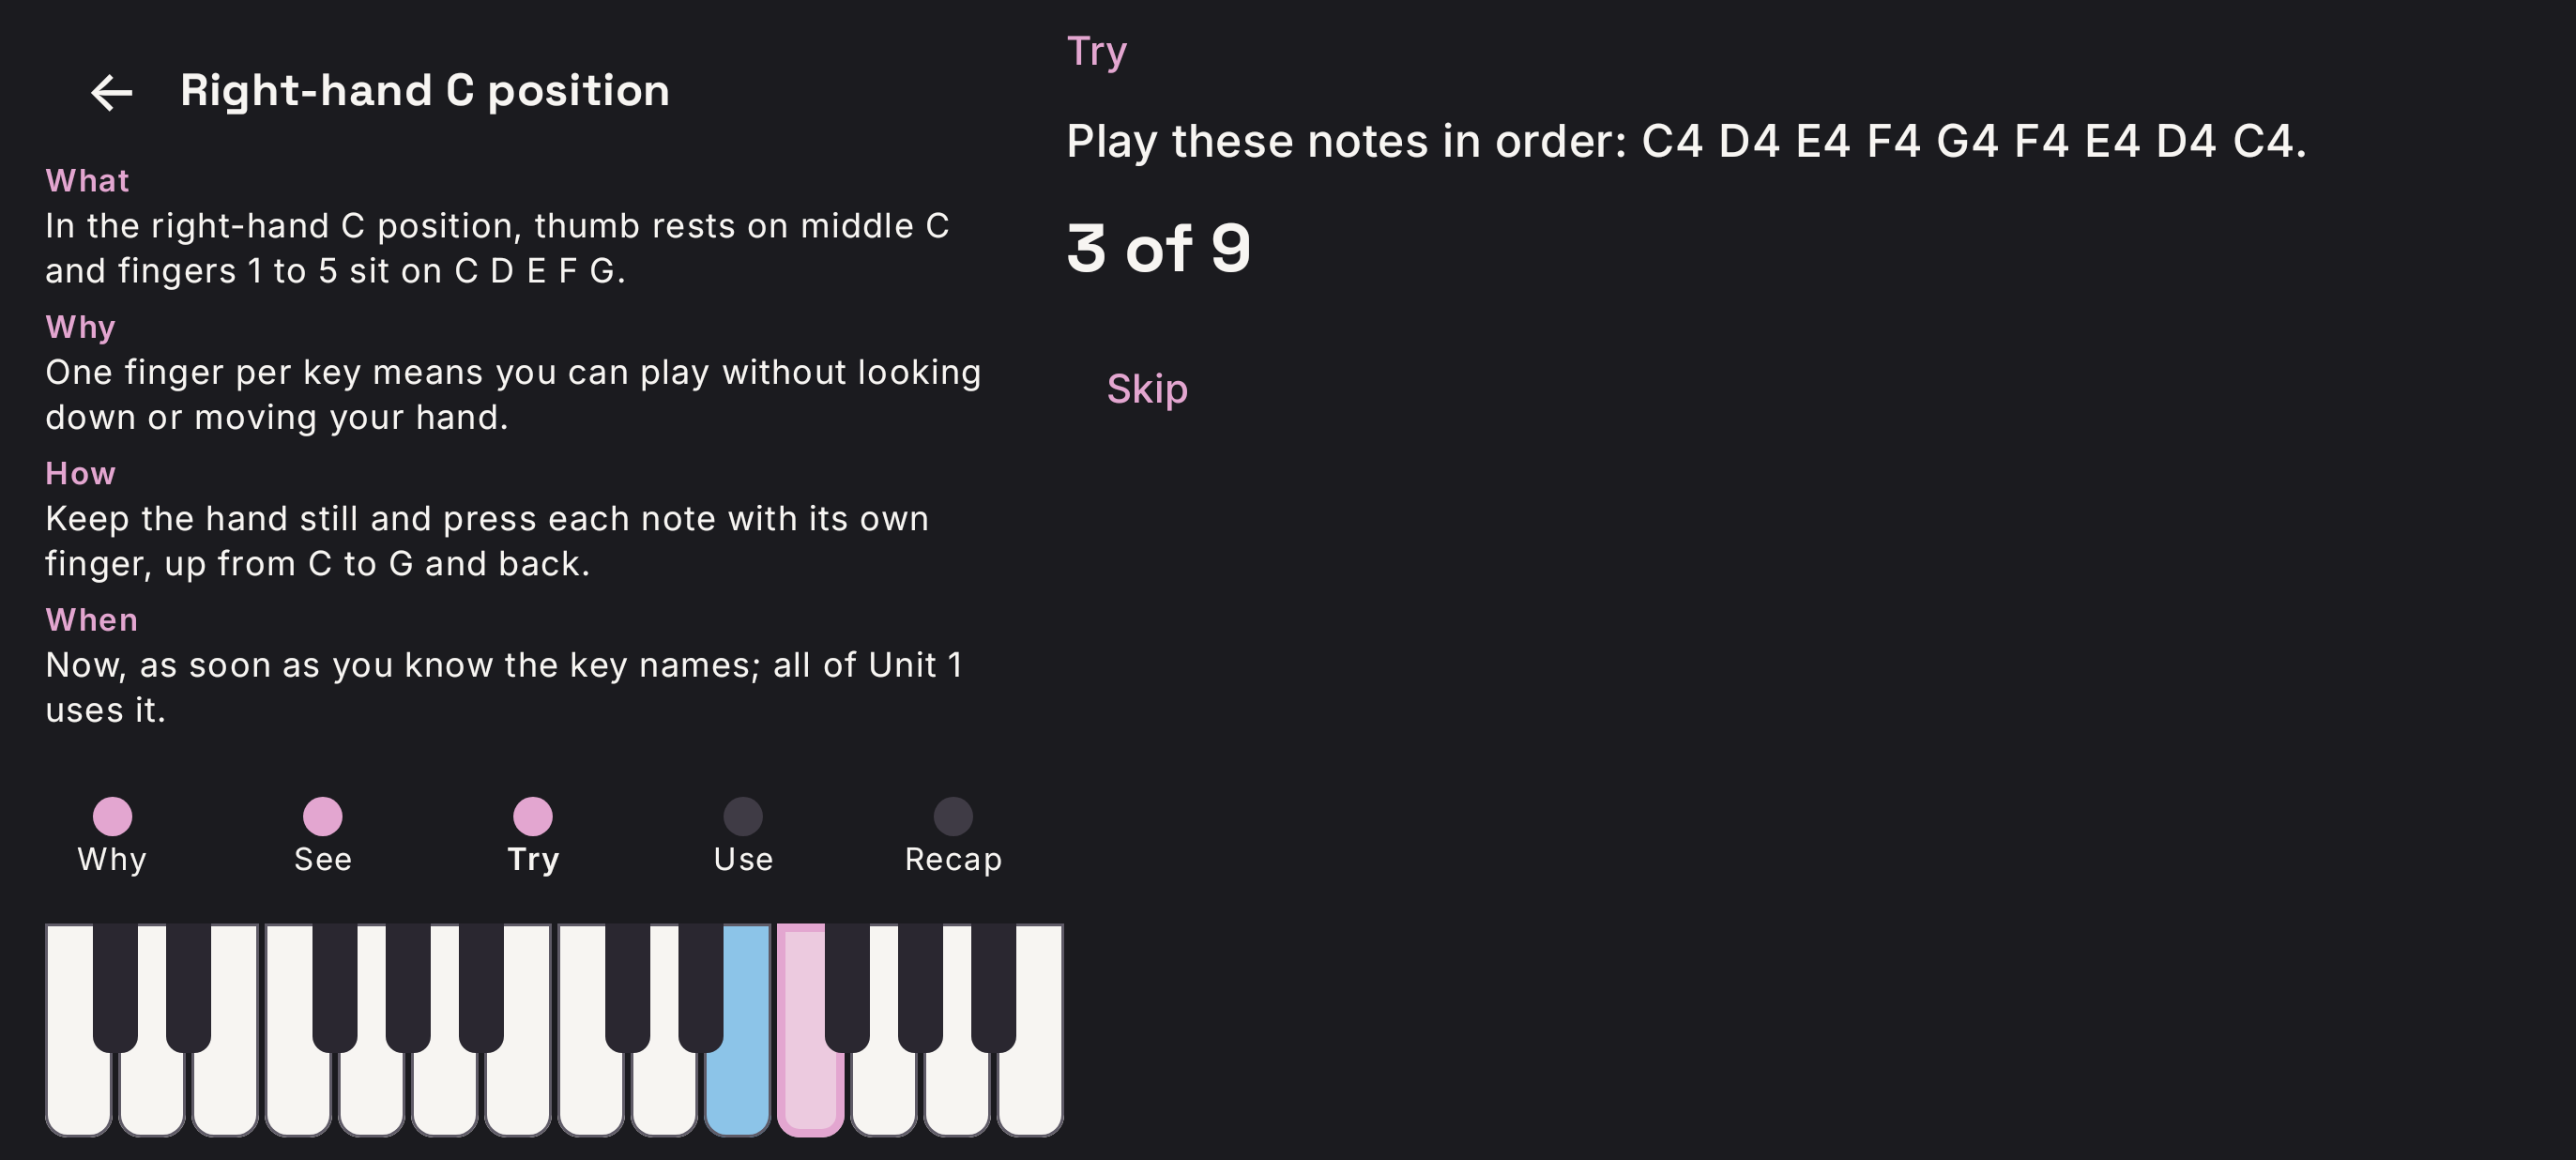 Right-hand C position
What
In the right-hand C position, thumb rests on middle C
and fingers 1 to 5 sit on C D E F G.
Why
One finger per key means you can play without looking
down or moving your hand.
How
Keep the hand still and press each note with its own
finger, up from C to G and back.
When
Now, as soon as you know the key names; all of Unit 1
uses it.
Why
See
Try
Use
Recap
Try
Play these notes in order: C4 D4 E4 F4 G4 F4 E4 D4 C4.
3 of 9
Skip